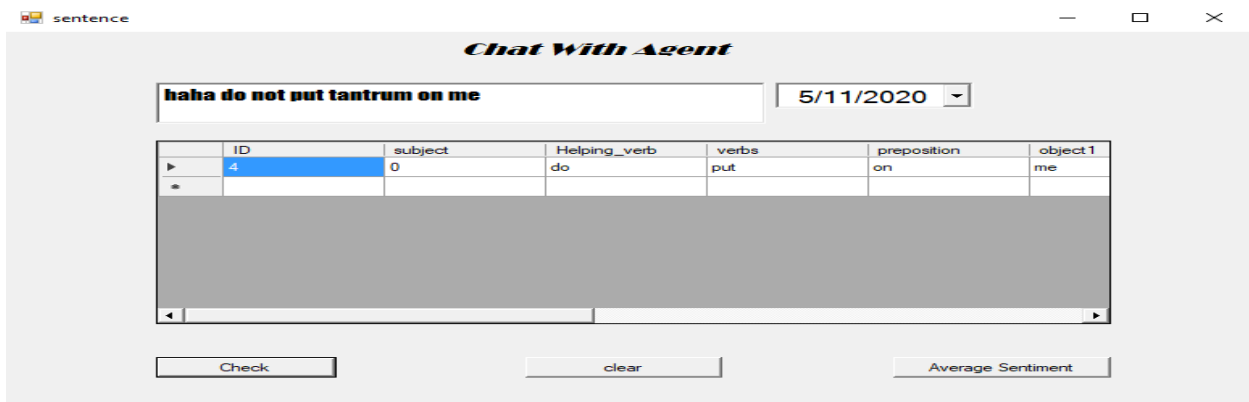 sentence
Chat With Agent
haha do not put tantrum on me 5/11/2020
ID subject Helping_verb verbs preposition object1
4 0 do put on me
Check clear Average Sentiment